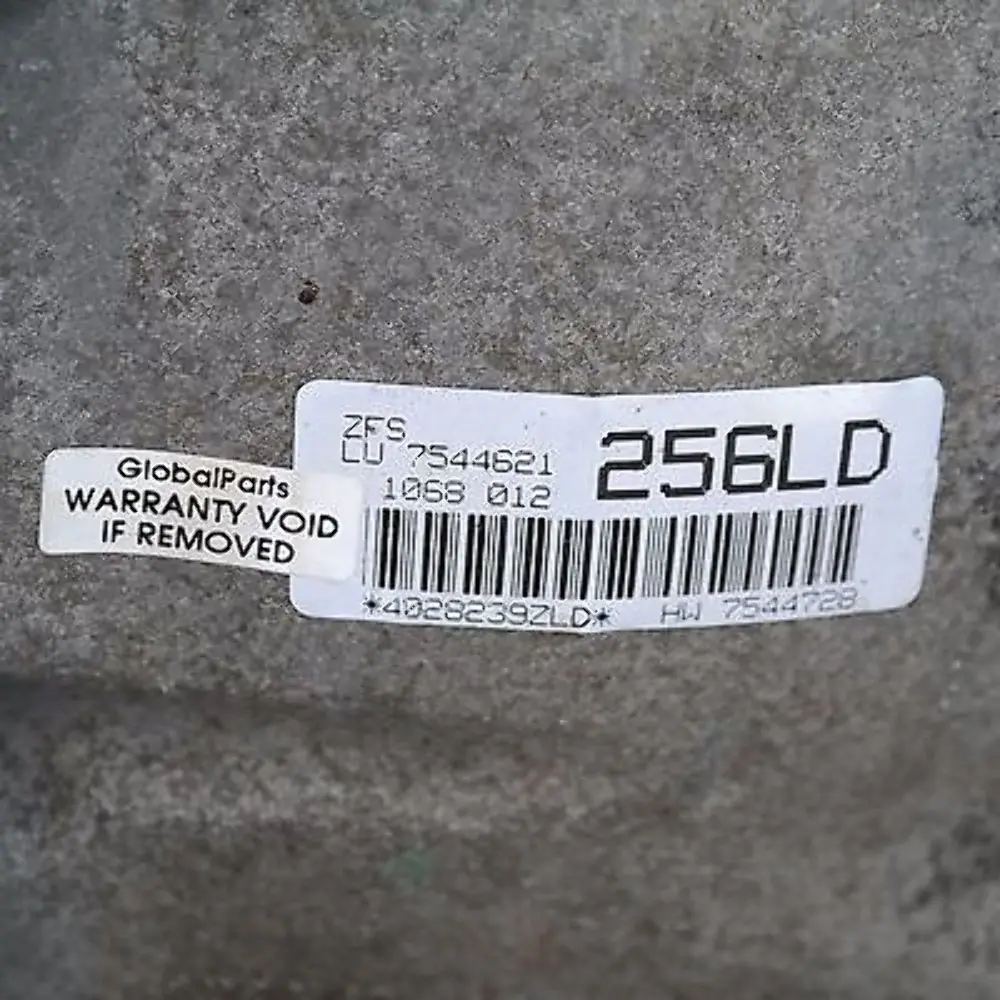 GlobalParts
WARRANTY VOID
IF REMOVED
ZFS
LU 7544621
1068 012
256LD
*4028239ZLD*
HW 7544728